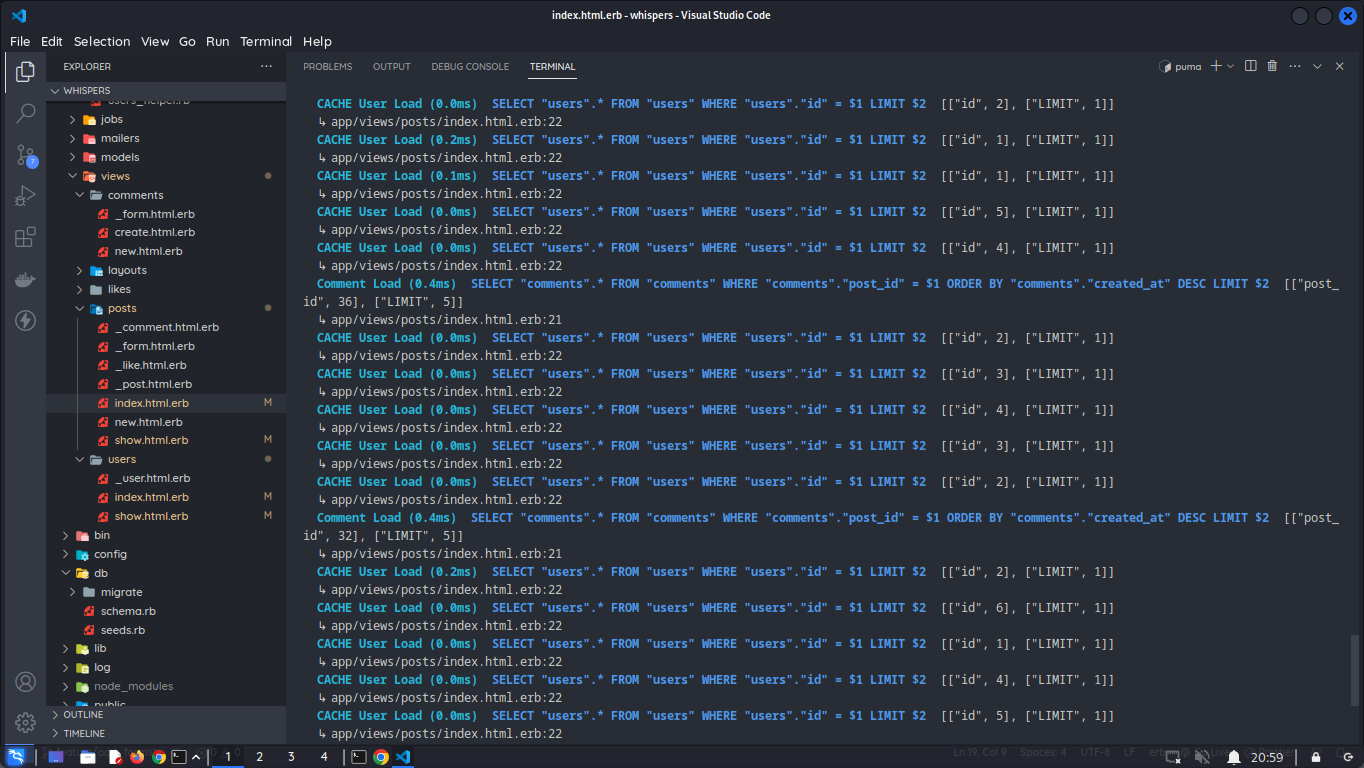 index.html.erb - whispers - Visual Studio Code
File Edit Selection View Go Run Terminal Help
EXPLORER
WHISPERS
users_helper.rb
jobs
mailers
models
views
comments
_form.html.erb
create.html.erb
new.html.erb
layouts
likes
posts
_comment.html.erb
_form.html.erb
_like.html.erb
_post.html.erb
index.html.erb M
new.html.erb
show.html.erb M
users
_user.html.erb
index.html.erb M
show.html.erb M
bin
config
db
migrate
schema.rb
seeds.rb
lib
log
node_modules
public
OUTLINE
TIMELINE
7
PROBLEMS OUTPUT DEBUG CONSOLE TERMINAL
puma
CACHE User Load (0.0ms) SELECT "users".* FROM "users" WHERE "users"."id" = $1 LIMIT $2 [["id", 2], ["LIMIT", 1]]
↳ app/views/posts/index.html.erb:22
CACHE User Load (0.2ms) SELECT "users".* FROM "users" WHERE "users"."id" = $1 LIMIT $2 [["id", 1], ["LIMIT", 1]]
↳ app/views/posts/index.html.erb:22
CACHE User Load (0.1ms) SELECT "users".* FROM "users" WHERE "users"."id" = $1 LIMIT $2 [["id", 1], ["LIMIT", 1]]
↳ app/views/posts/index.html.erb:22
CACHE User Load (0.0ms) SELECT "users".* FROM "users" WHERE "users"."id" = $1 LIMIT $2 [["id", 5], ["LIMIT", 1]]
↳ app/views/posts/index.html.erb:22
CACHE User Load (0.0ms) SELECT "users".* FROM "users" WHERE "users"."id" = $1 LIMIT $2 [["id", 4], ["LIMIT", 1]]
↳ app/views/posts/index.html.erb:22
Comment Load (0.4ms) SELECT "comments".* FROM "comments" WHERE "comments"."post_id" = $1 ORDER BY "comments"."created_at" DESC LIMIT $2 [["post_
id", 36], ["LIMIT", 5]]
↳ app/views/posts/index.html.erb:21
CACHE User Load (0.0ms) SELECT "users".* FROM "users" WHERE "users"."id" = $1 LIMIT $2 [["id", 2], ["LIMIT", 1]]
↳ app/views/posts/index.html.erb:22
CACHE User Load (0.0ms) SELECT "users".* FROM "users" WHERE "users"."id" = $1 LIMIT $2 [["id", 3], ["LIMIT", 1]]
↳ app/views/posts/index.html.erb:22
CACHE User Load (0.0ms) SELECT "users".* FROM "users" WHERE "users"."id" = $1 LIMIT $2 [["id", 4], ["LIMIT", 1]]
↳ app/views/posts/index.html.erb:22
CACHE User Load (0.0ms) SELECT "users".* FROM "users" WHERE "users"."id" = $1 LIMIT $2 [["id", 3], ["LIMIT", 1]]
↳ app/views/posts/index.html.erb:22
CACHE User Load (0.0ms) SELECT "users".* FROM "users" WHERE "users"."id" = $1 LIMIT $2 [["id", 2], ["LIMIT", 1]]
↳ app/views/posts/index.html.erb:22
Comment Load (0.4ms) SELECT "comments".* FROM "comments" WHERE "comments"."post_id" = $1 ORDER BY "comments"."created_at" DESC LIMIT $2 [["post_
id", 32], ["LIMIT", 5]]
↳ app/views/posts/index.html.erb:21
CACHE User Load (0.2ms) SELECT "users".* FROM "users" WHERE "users"."id" = $1 LIMIT $2 [["id", 2], ["LIMIT", 1]]
↳ app/views/posts/index.html.erb:22
CACHE User Load (0.0ms) SELECT "users".* FROM "users" WHERE "users"."id" = $1 LIMIT $2 [["id", 6], ["LIMIT", 1]]
↳ app/views/posts/index.html.erb:22
CACHE User Load (0.0ms) SELECT "users".* FROM "users" WHERE "users"."id" = $1 LIMIT $2 [["id", 1], ["LIMIT", 1]]
↳ app/views/posts/index.html.erb:22
CACHE User Load (0.0ms) SELECT "users".* FROM "users" WHERE "users"."id" = $1 LIMIT $2 [["id", 4], ["LIMIT", 1]]
↳ app/views/posts/index.html.erb:22
CACHE User Load (0.0ms) SELECT "users".* FROM "users" WHERE "users"."id" = $1 LIMIT $2 [["id", 5], ["LIMIT", 1]]
↳ app/views/posts/index.html.erb:22
Ln 19, Col 9 Spaces: 4 UTF-8 LF
1 2 3 4
20:59